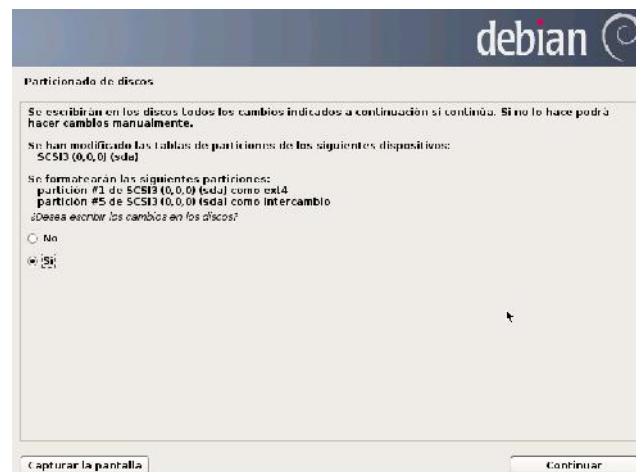 debian
Particionado de discos
Se escribirán en los discos todos los cambios indicados a continuación si continúa. Si no lo hace podrá
hacer cambios manualmente.
Se han modificado las tablas de particiones de los siguientes dispositivos:
SCSI3 (0,0,0) (sda)
Se formatearán las siguientes particiones:
partición #1 de SCSI3 (0,0,0) (sda) como ext4
partición #5 de SCSI3 (0,0,0) (sda) como intercambio
¿Desea escribir los cambios en los discos?
No
Si
Capturar la pantalla
Continuar